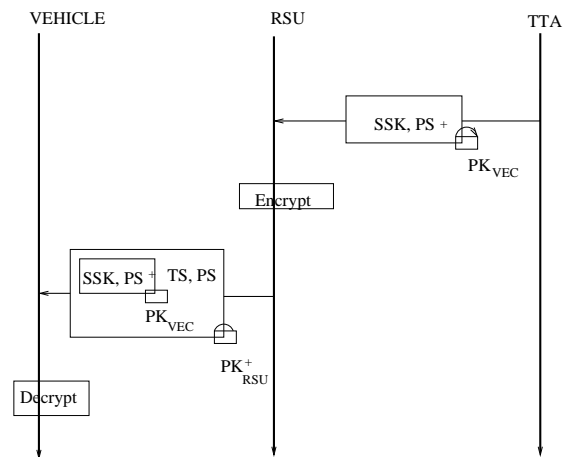 VEHICLE RSU TTA
SSK, PS +
PK VEC
Encrypt
SSK, PS + TS, PS
PK VEC
PK + RSU
Decrypt